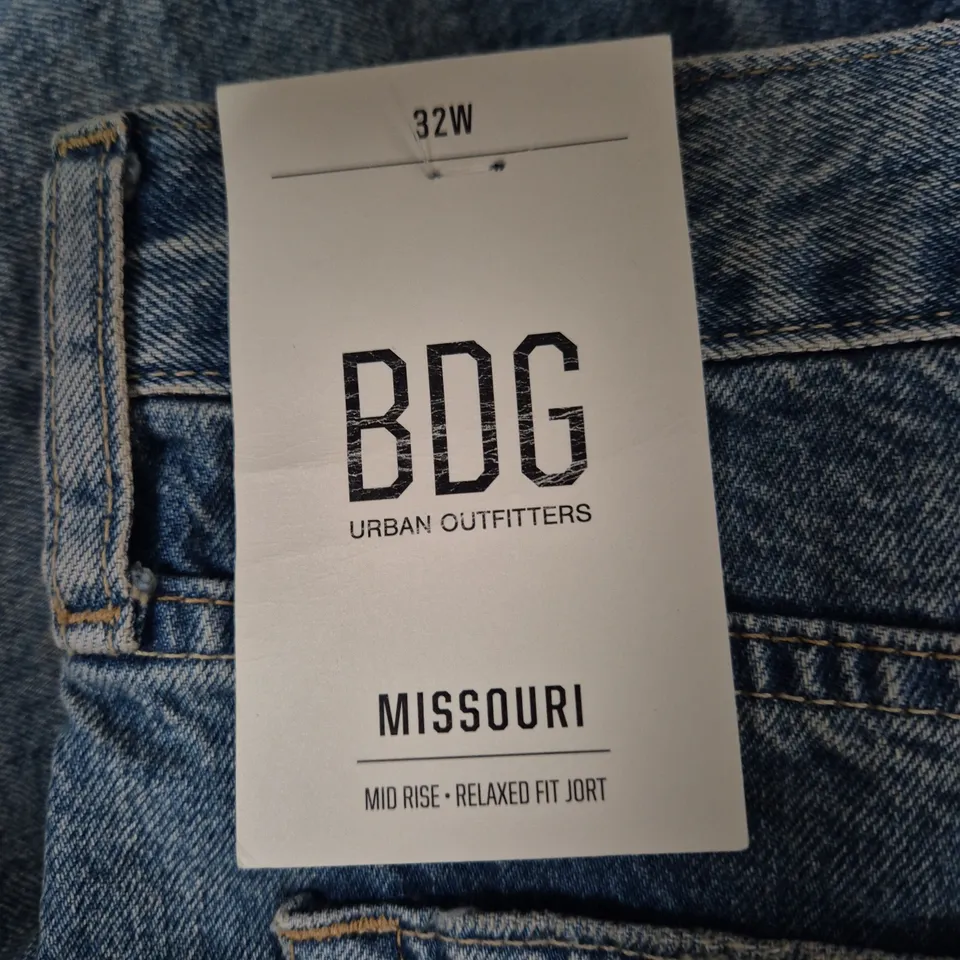 32W
BDG
URBAN OUTFITTERS
MISSOURI
MID RISE • RELAXED FIT JORT